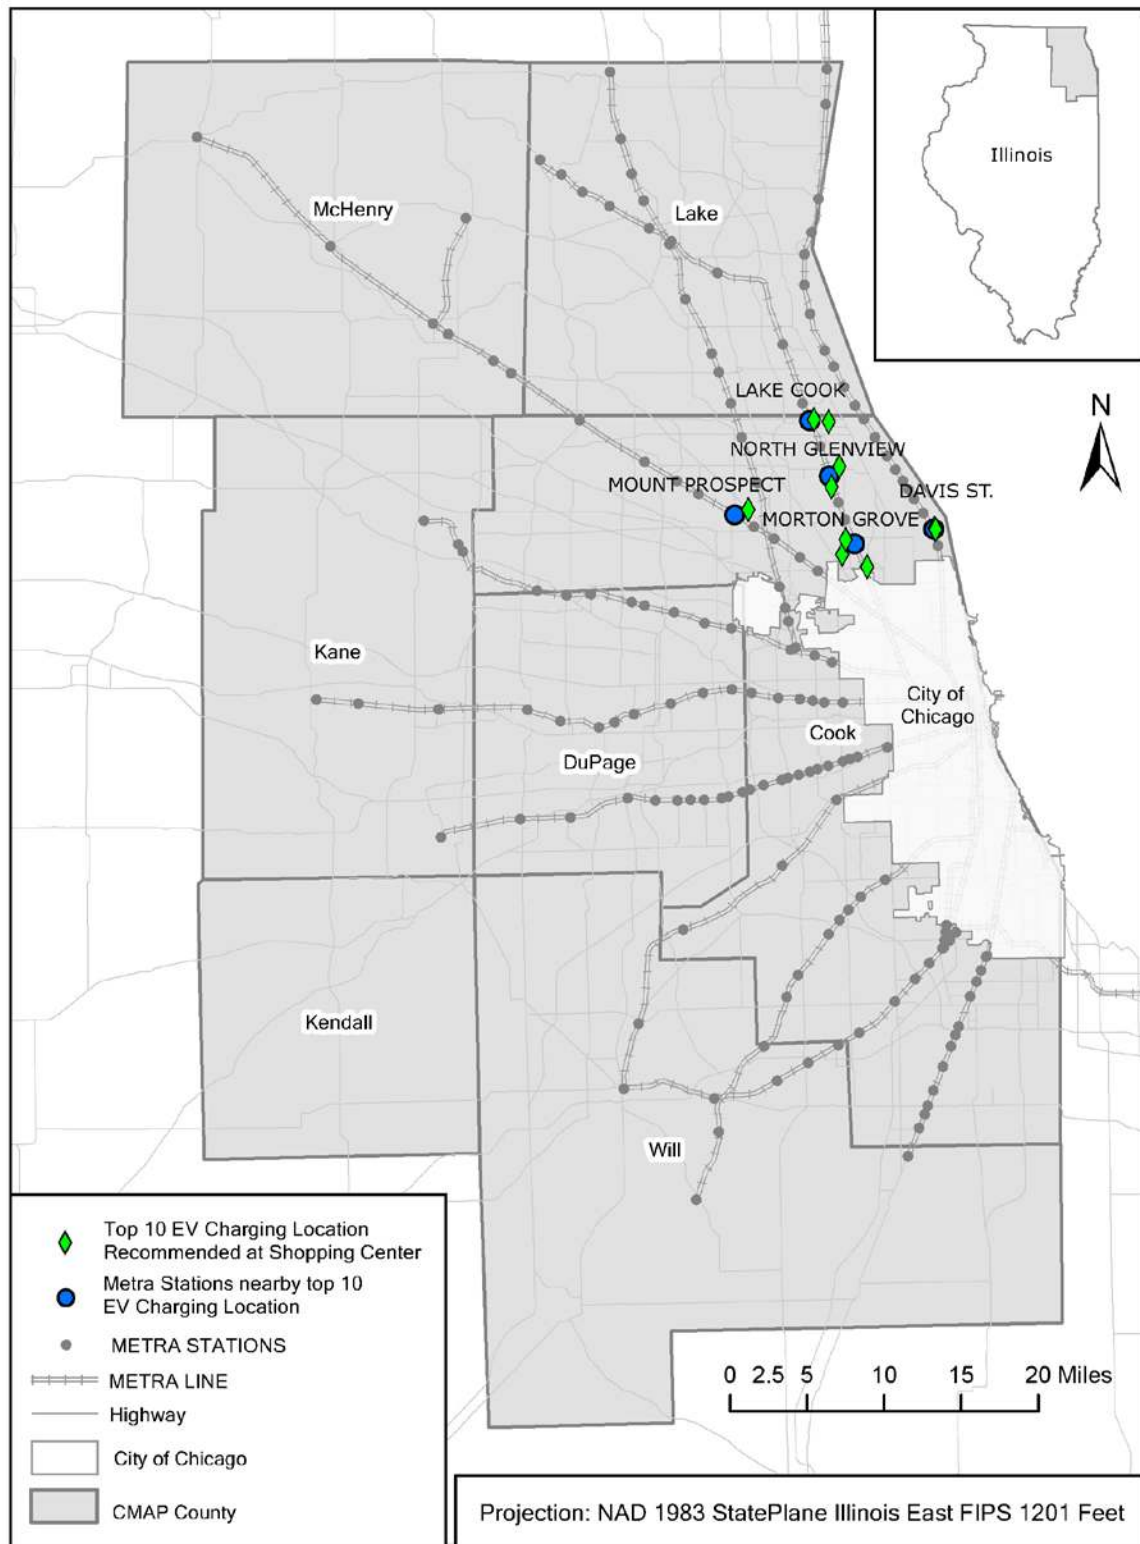 Illinois
McHenry
Lake
N
LAKE COOK
NORTH GLENVIEW
MOUNT PROSPECT
DAVIS ST.
MORTON GROVE
Kane
City of
Chicago
Cook
DuPage
Kendall
Will
Top 10 EV Charging Location
Recommended at Shopping Center
Metra Stations nearby top 10
EV Charging Location
METRA STATIONS
METRA LINE
Highway
City of Chicago
CMAP County
0 2.5 5 10 15 20 Miles
Projection: NAD 1983 StatePlane Illinois East FIPS 1201 Feet